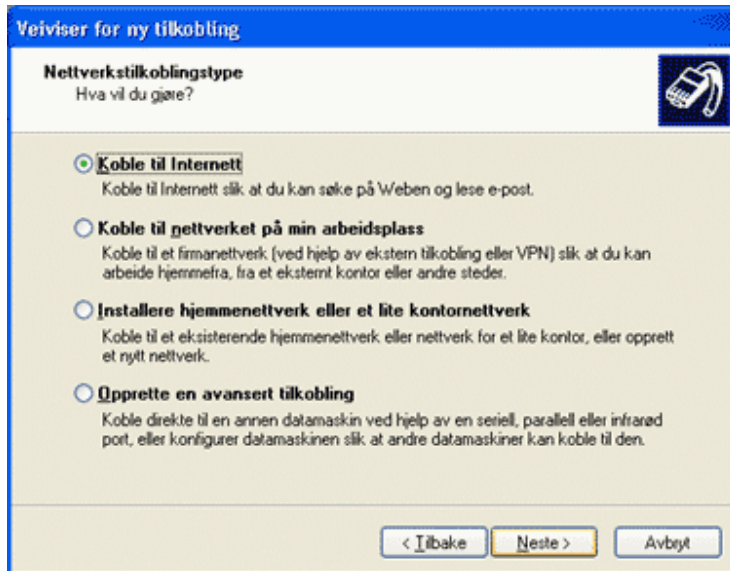 Veiviser for ny tilkobling
Nettverkstilkoblingstype
Hva vil du gjøre?
Koble til Internett
Koble til Internett slik at du kan søke på Weben og lese e-post.
Koble til nettverket på min arbeidsplass
Koble til et firmanettverk (ved hjelp av ekstern tilkobling eller VPN) slik at du kan
arbeide hjemmefra, fra et eksternt kontor eller andre steder.
Installere hjemmenettverk eller et lite kontornettverk
Koble til et eksisterende hjemmenettverk eller nettverk for et lite kontor, eller opprett
et nytt nettverk.
Opprette en avansert tilkobling
Koble direkte til en annen datamaskin ved hjelp av en seriell, parallell eller infrarød
port, eller konfigurer datamaskinen slik at andre datamaskiner kan koble til den.
< Tilbake Neste > Avbryt